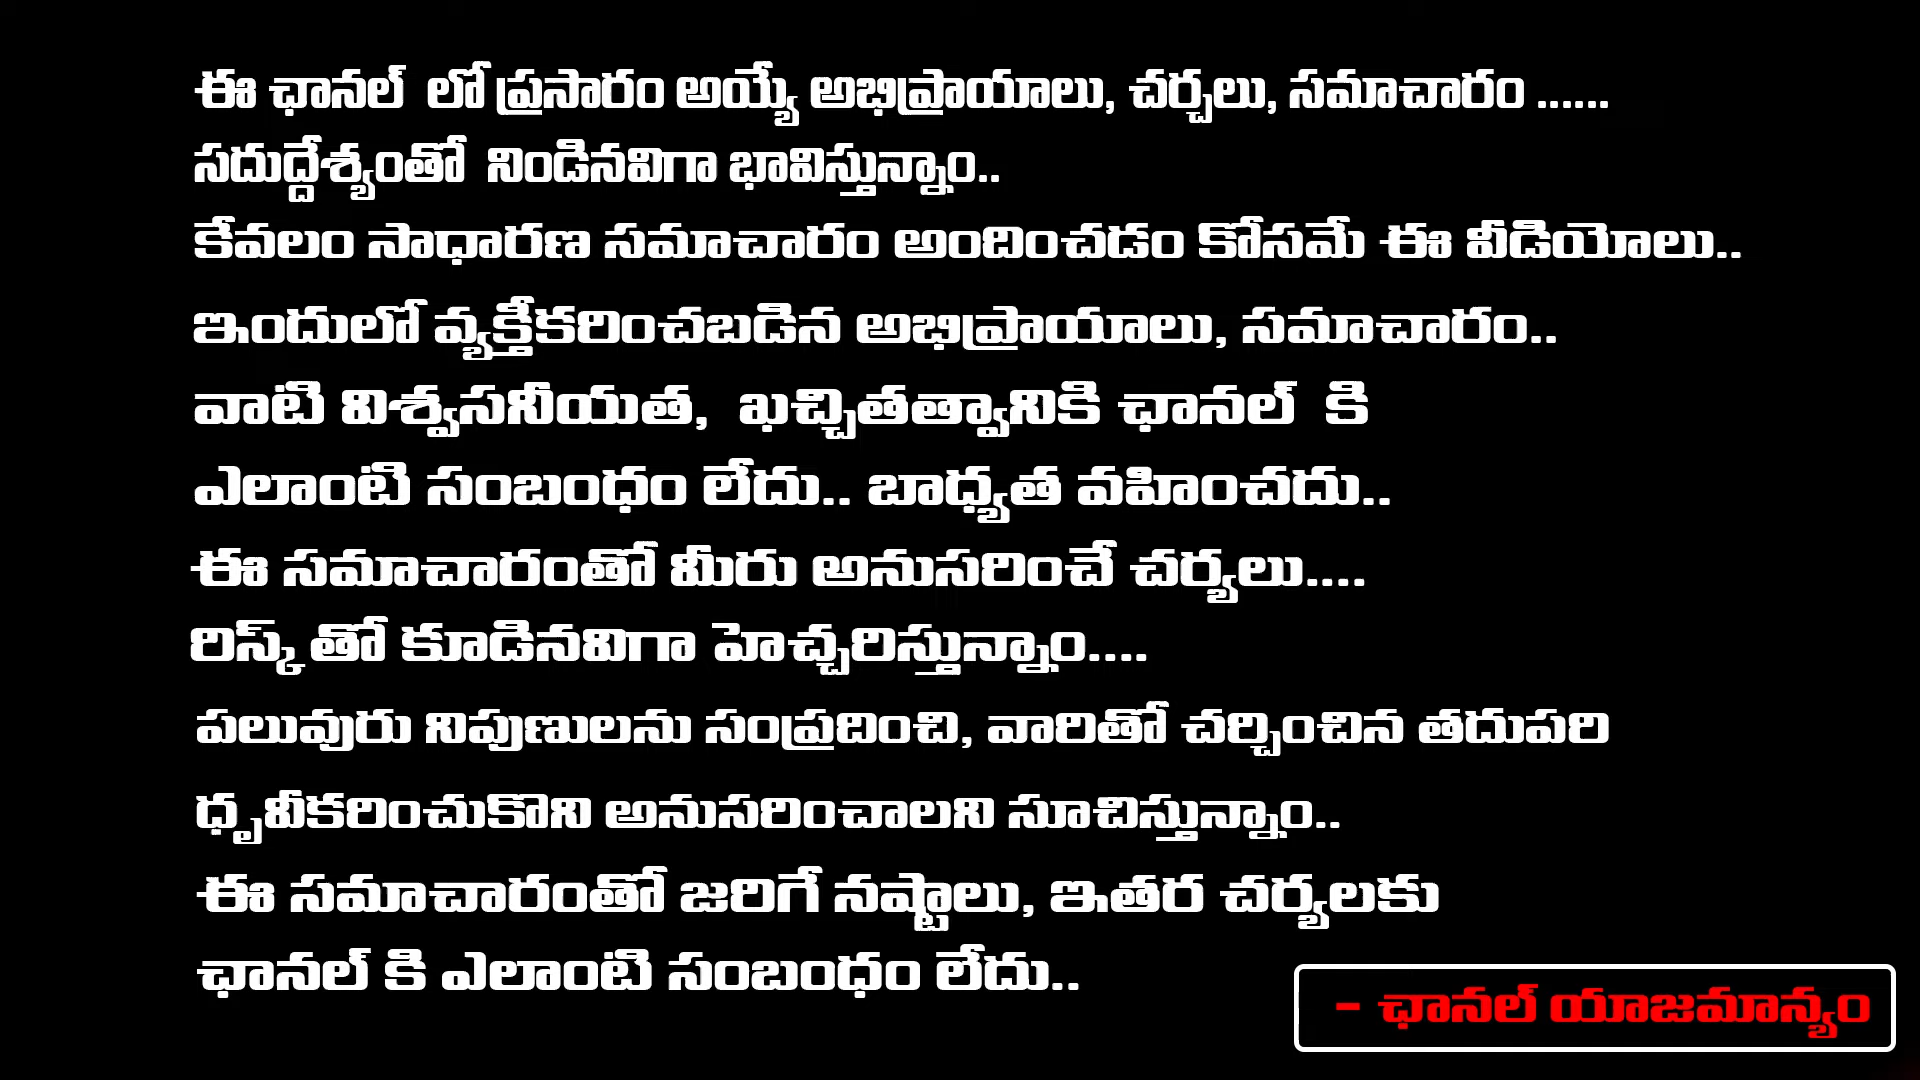 ఈ ఛానల్ లో ప్రసారం అయ్యే అభిప్రాయాలు, చర్చలు, సమాచారం ......
సదుద్దేశ్యంతో నిండినవిగా భావిస్తున్నాం..
కేవలం సాధారణ సమాచారం అందించడం కోసమే ఈ వీడియోలు..
ఇందులో వ్యక్తీకరించబడిన అభిప్రాయాలు, సమాచారం..
వాటి విశ్వసనీయత, ఖచ్చితత్వానికి ఛానల్ కి
ఎలాంటి సంబంధం లేదు.. బాధ్యత వహించదు..
ఈ సమాచారంతో మీరు అనుసరించే చర్యలు....
రిస్క్ తో కూడినవిగా హెచ్చరిస్తున్నాం....
పలువురు నిపుణులను సంప్రదించి, వారితో చర్చించిన తదుపరి
ధృవీకరించుకొని అనుసరించాలని సూచిస్తున్నాం..
ఈ సమాచారంతో జరిగే నష్టాలు, ఇతర చర్యలకు
ఛానల్ కి ఎలాంటి సంబంధం లేదు..
- ఛానల్ యాజమాన్యం